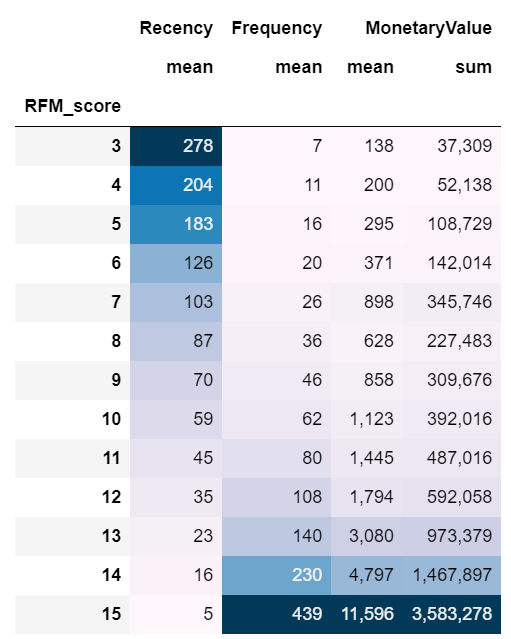 Recency Frequency MonetaryValue
mean mean mean sum
RFM_score
3 278 7 138 37,309
4 204 11 200 52,138
5 183 16 295 108,729
6 126 20 371 142,014
7 103 26 898 345,746
8 87 36 628 227,483
9 70 46 858 309,676
10 59 62 1,123 392,016
11 45 80 1,445 487,016
12 35 108 1,794 592,058
13 23 140 3,080 973,379
14 16 230 4,797 1,467,897
15 5 439 11,596 3,583,278